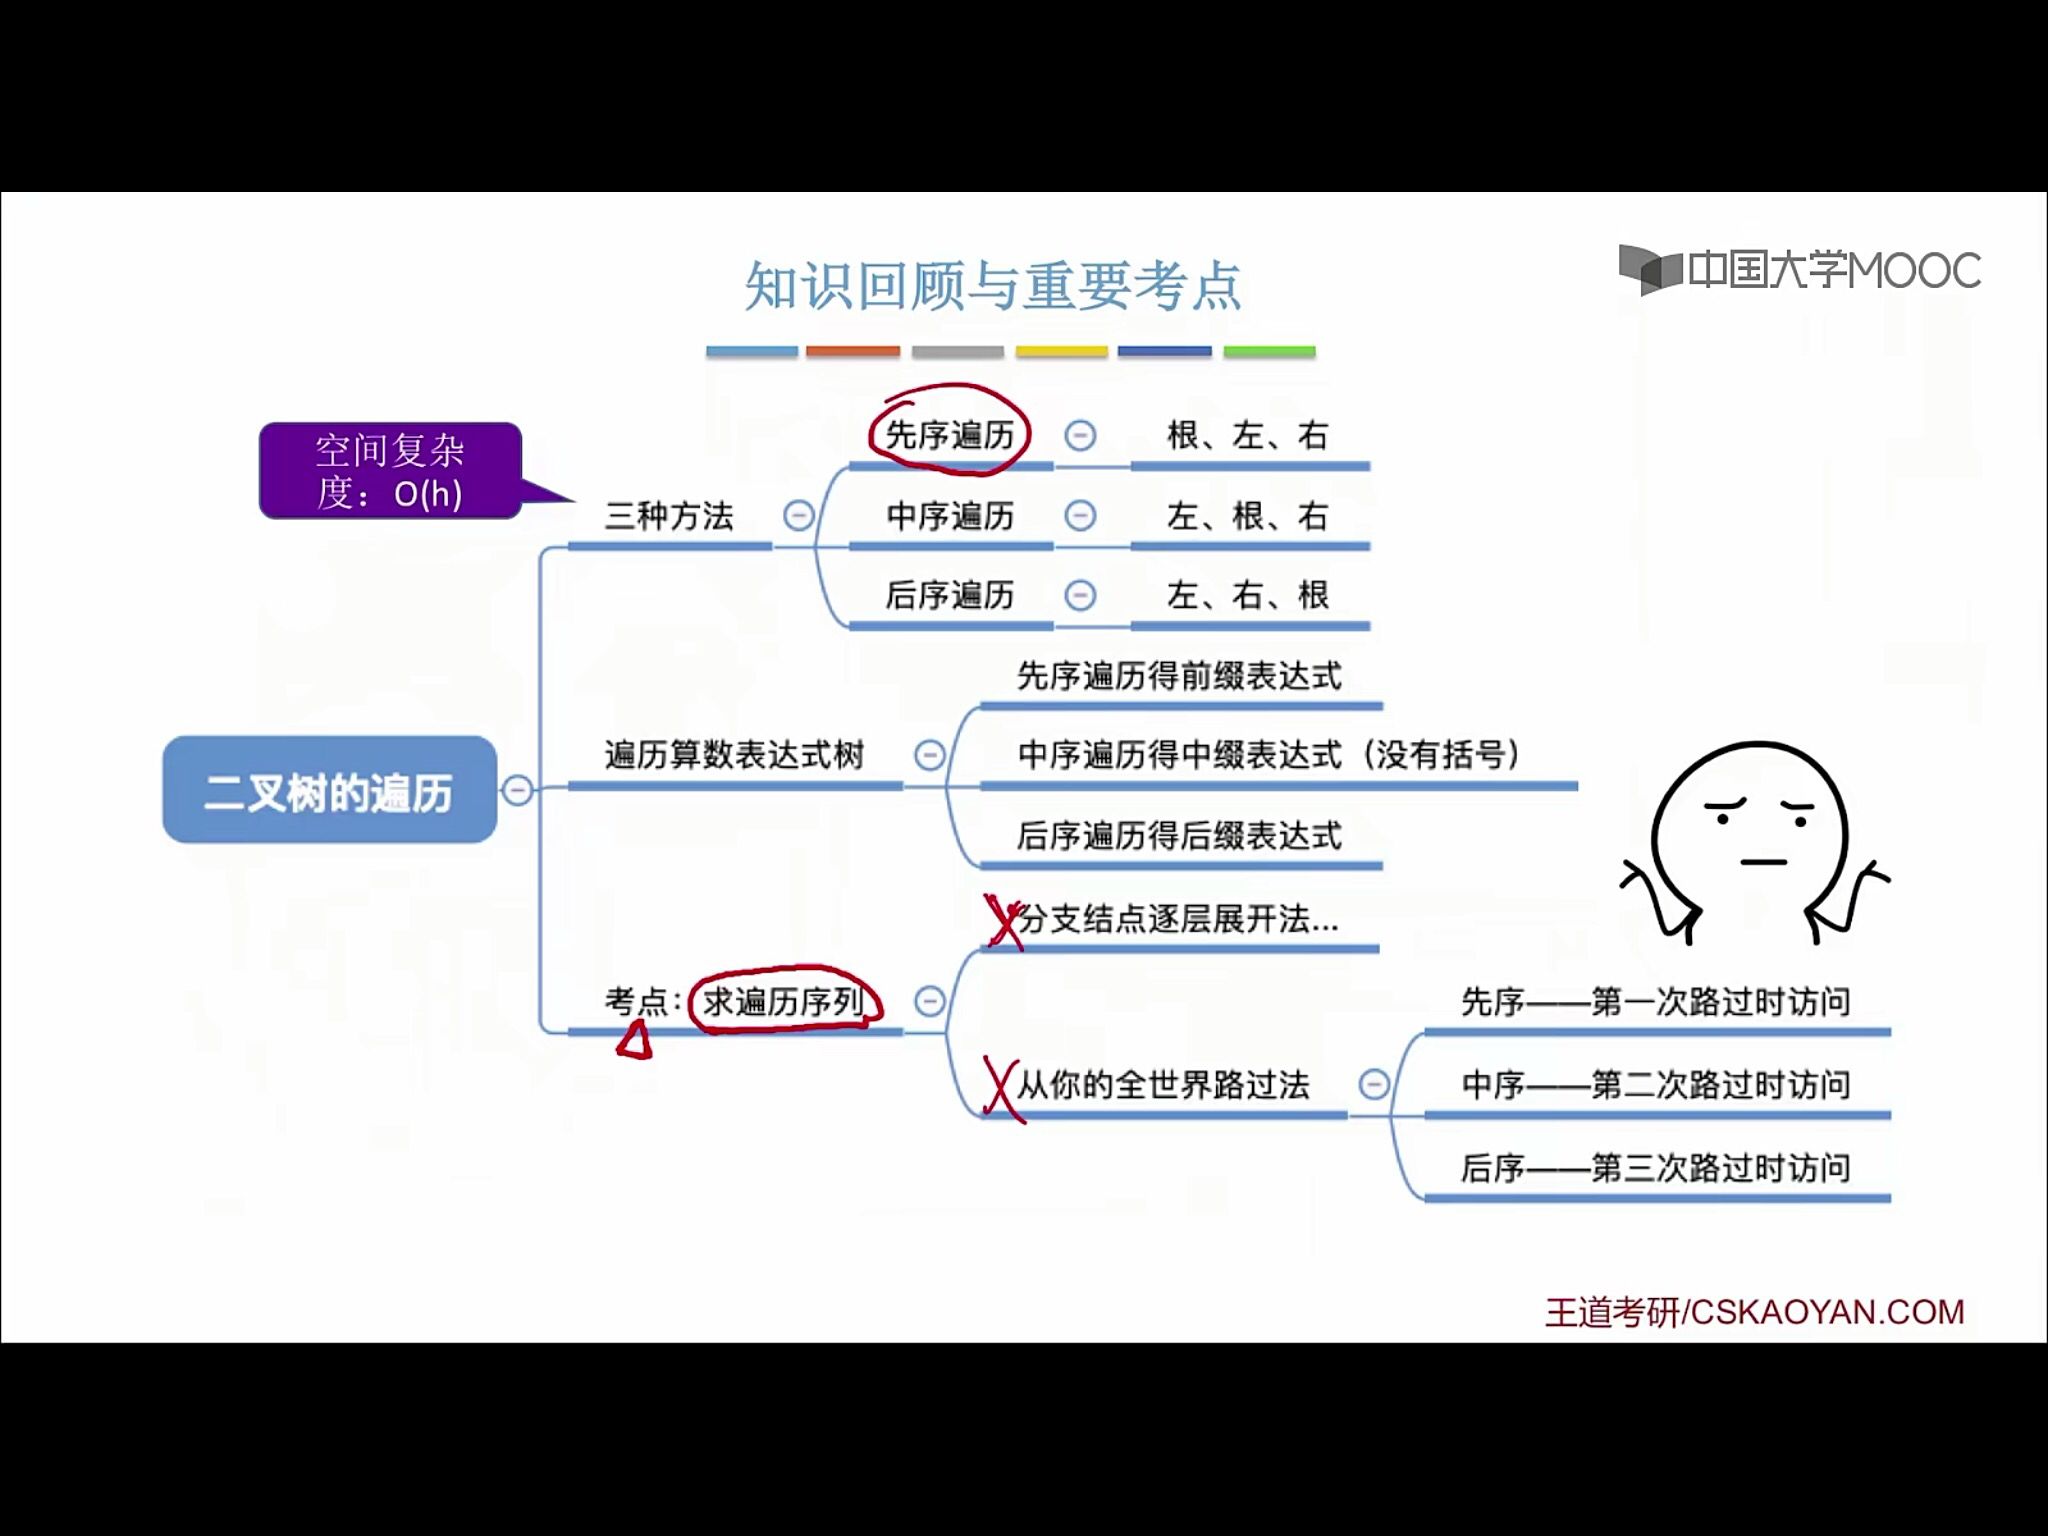 知识回顾与重要考点
中国大学MOOC
空间复杂
度：O(h)
三种方法
先序遍历
根、左、右
中序遍历
左、根、右
后序遍历
左、右、根
二叉树的遍历
遍历算数表达式树
先序遍历得前缀表达式
中序遍历得中缀表达式（没有括号）
后序遍历得后缀表达式
考点：求遍历序列
分支结点逐层展开法...
从你的全世界路过法
先序——第一次路过时访问
中序——第二次路过时访问
后序——第三次路过时访问
王道考研/CSKAOYAN.COM